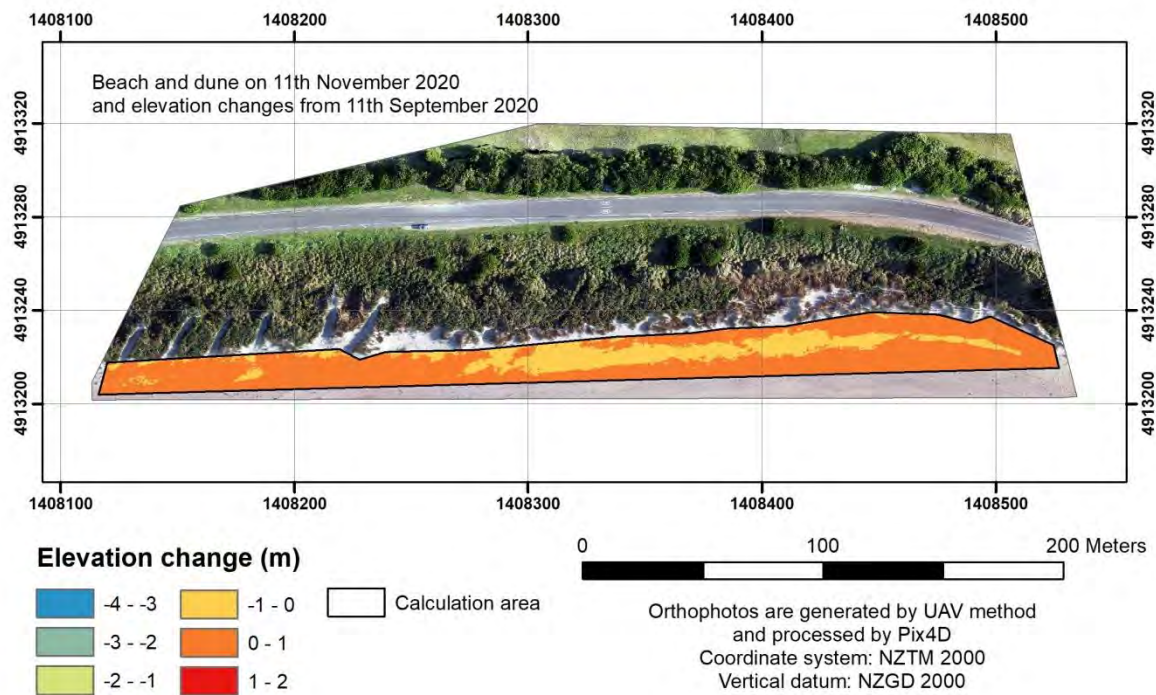 1408100 1408200 1408300 1408400 1408500
Beach and dune on 11th November 2020
and elevation changes from 11th September 2020
4913320 4913320
4913280 4913280
4913240 4913240
4913200 4913200
1408100 1408200 1408300 1408400 1408500
Elevation change (m)
-4 - -3
-3 - -2
-2 - -1
-1 - 0
0 - 1
1 - 2
Calculation area
0 100 200 Meters
Orthophotos are generated by UAV method
and processed by Pix4D
Coordinate system: NZTM 2000
Vertical datum: NZGD 2000